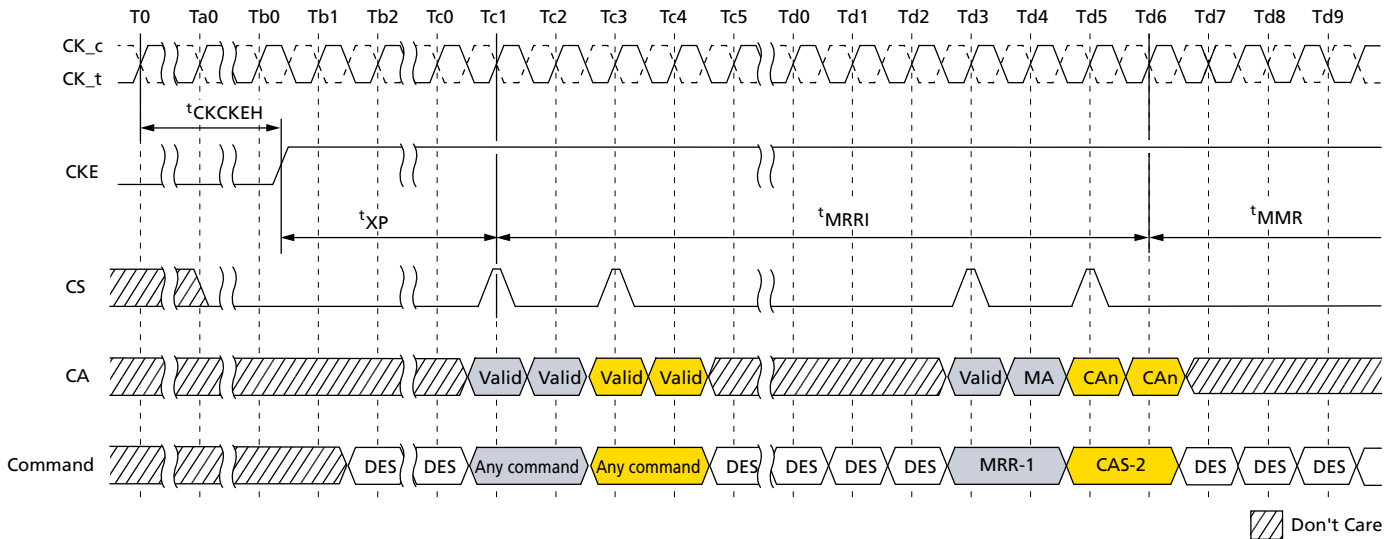 T0 Ta0 Tb0 Tb1 Tb2 Tc0 Tc1 Tc2 Tc3 Tc4 Tc5 Td0 Td1 Td2 Td3 Td4 Td5 Td6 Td7 Td8 Td9
CK_c
CK_t
tCKCKEH
CKE
tXP tMRRI tMMR
CS
CA Valid Valid Valid Valid Valid MA CAn CAn
Command DES DES Any command Any command DES DES DES DES MRR-1 CAS-2 DES DES DES
Don't Care